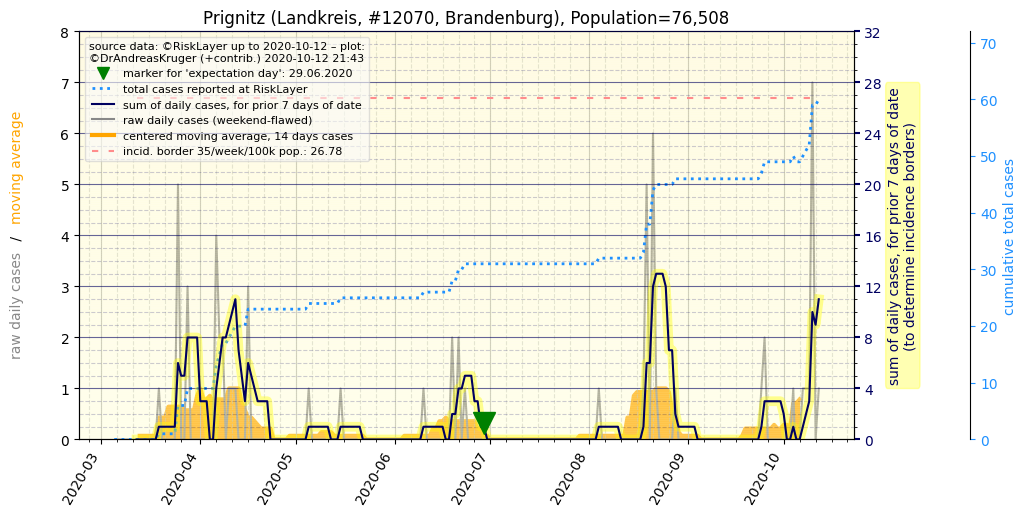 Prignitz (Landkreis, #12070, Brandenburg), Population=76,508
source data: ©RiskLayer up to 2020-10-12 – plot:
©DrAndreasKruger (+contrib.) 2020-10-12 21:43
marker for 'expectation day': 29.06.2020
total cases reported at RiskLayer
sum of daily cases, for prior 7 days of date
raw daily cases (weekend-flawed)
centered moving average, 14 days cases
incid. border 35/week/100k pop.: 26.78
raw daily cases / moving average
8
7
6
5
4
3
2
1
0
2020-03
2020-04
2020-05
2020-06
2020-07
2020-08
2020-09
2020-10
32
28
24
20
16
12
8
4
0
sum of daily cases, for prior 7 days of date
(to determine incidence borders)
70
60
50
40
30
20
10
0
cumulative total cases